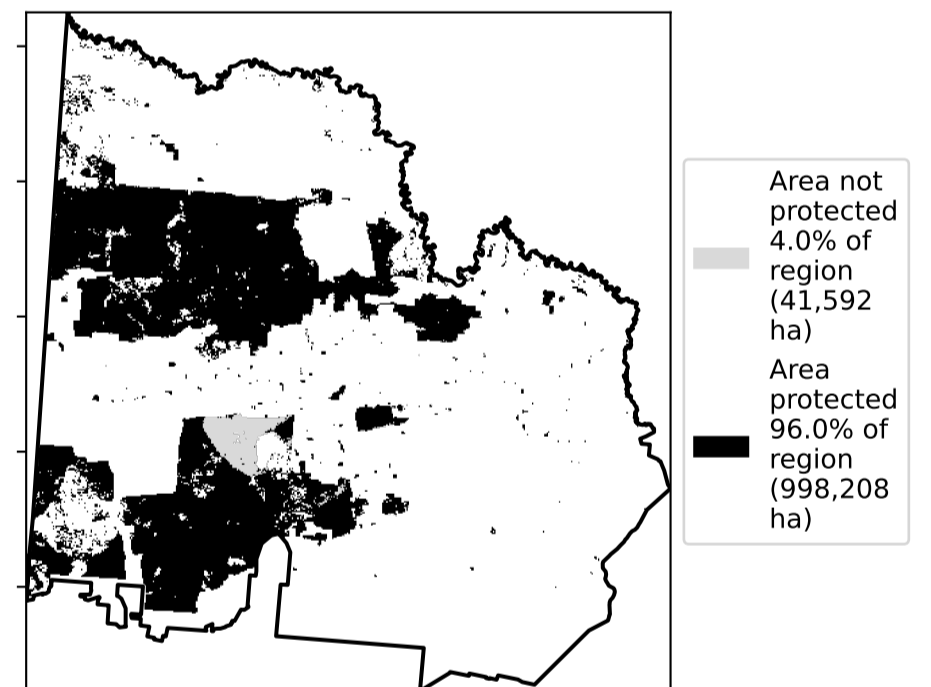 Area not
protected
4.0% of
region
(41,592
ha)
Area
protected
96.0% of
region
(998,208
ha)